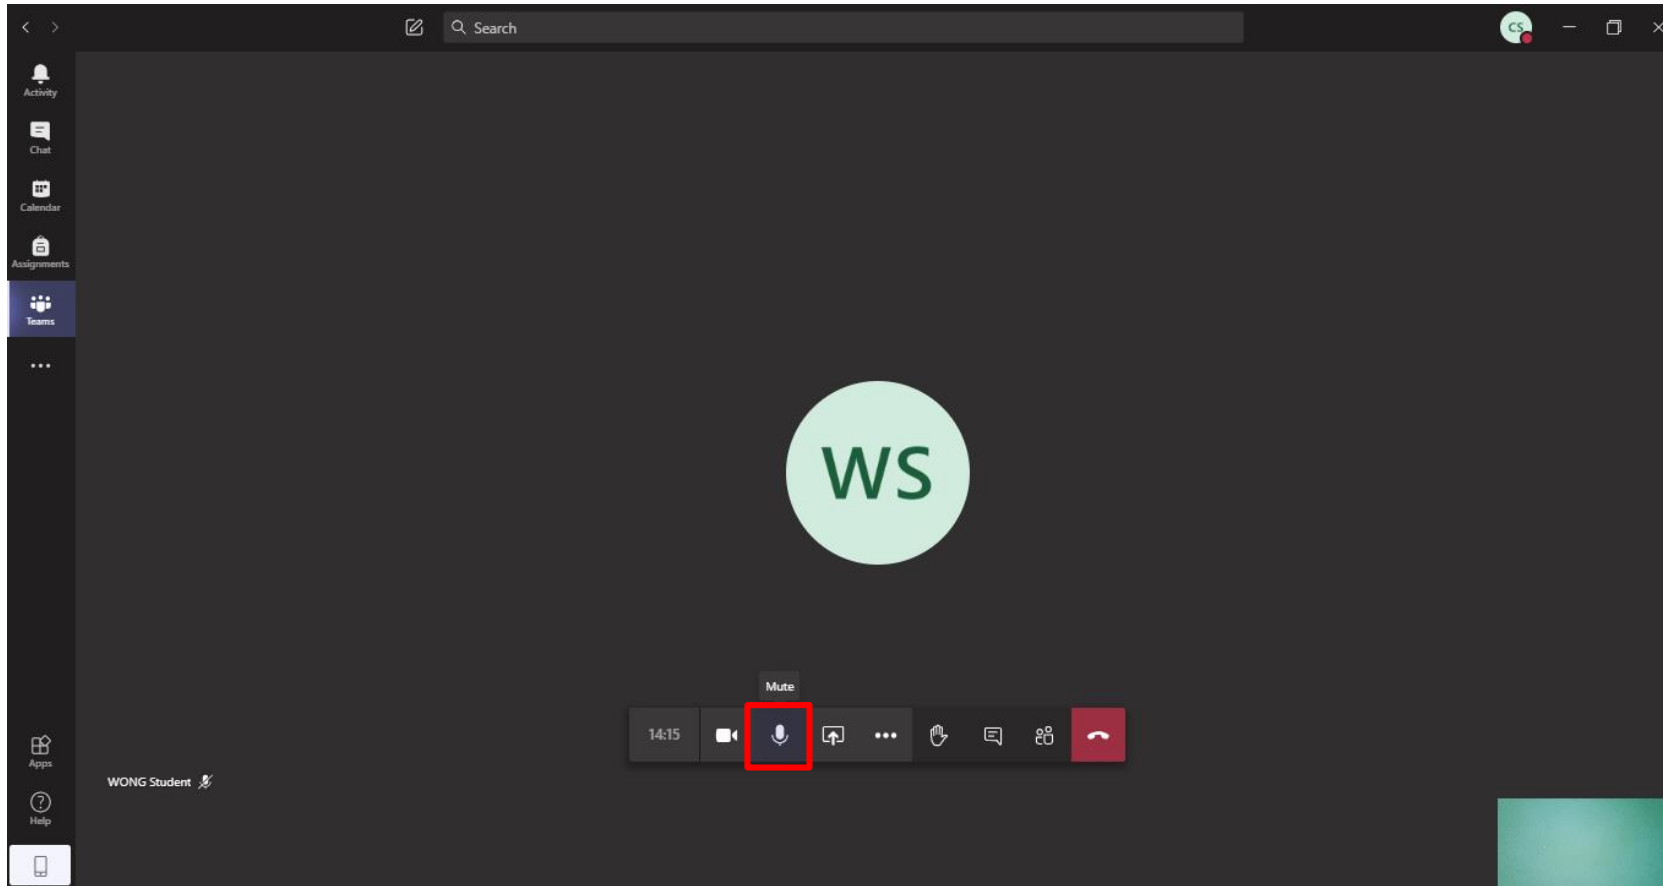 Search
CS
Activity
Chat
Calendar
Assignments
Teams
WS
Mute
14:15
Apps
WONG Student
Help